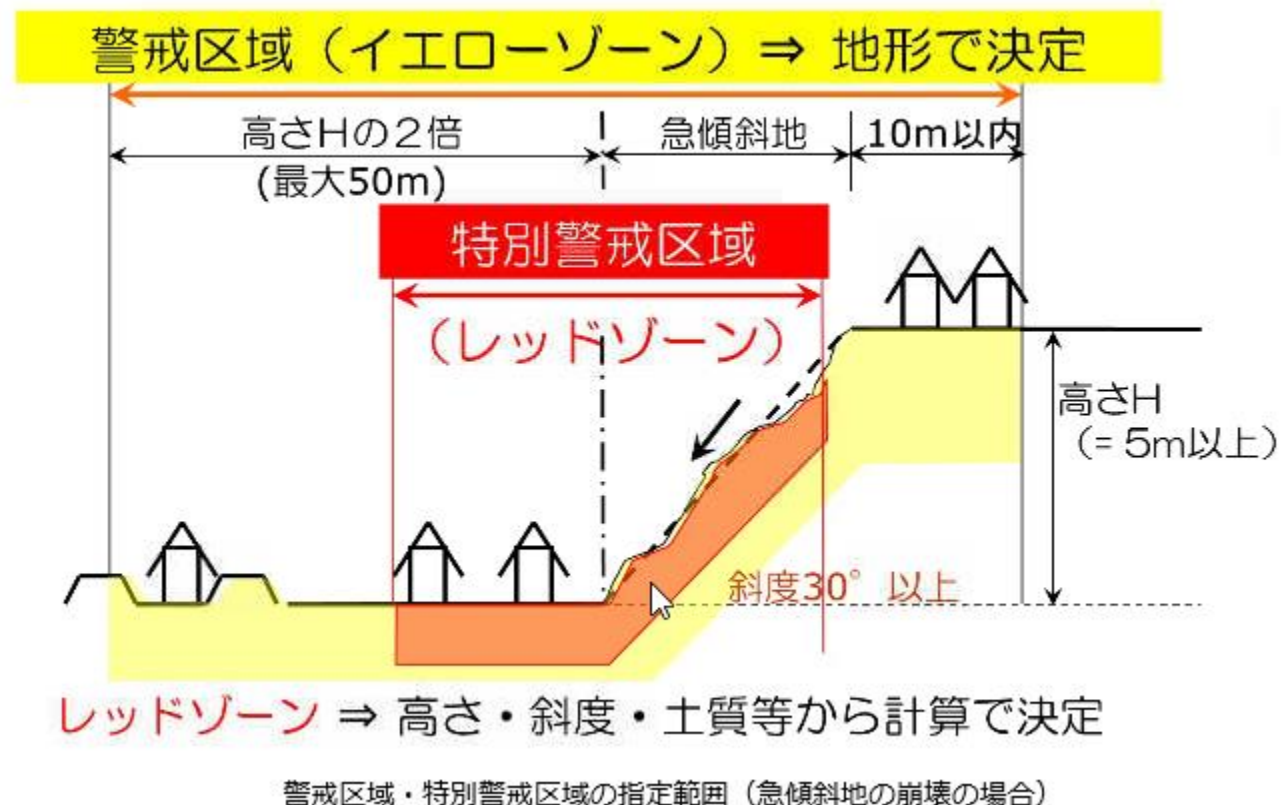 警戒区域（イエローゾーン）⇒ 地形で決定
高さHの２倍
(最大50m)
急傾斜地
10m以内
特別警戒区域
（レッドゾーン）
高さH
（= 5m以上）
斜度30°以上
レッドゾーン ⇒ 高さ・斜度・土質等から計算で決定
警戒区域・特別警戒区域の指定範囲（急傾斜地の崩壊の場合）